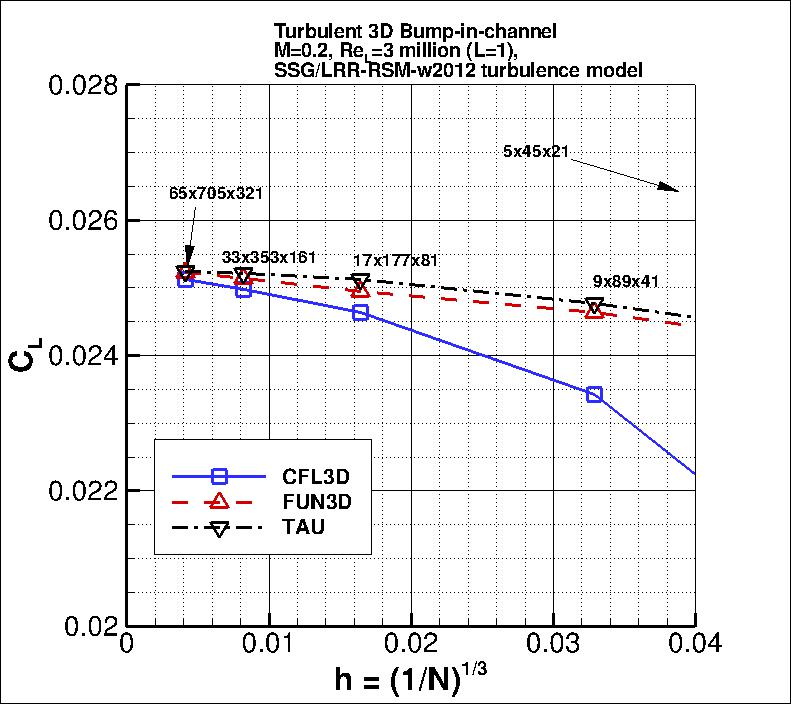 Turbulent 3D Bump-in-channel
M=0.2, Re_L=3 million (L=1),
SSG/LRR-RSM-w2012 turbulence model
0.028
5x45x21
65x705x321
0.026
33x353x161
17x177x81
9x89x41
C_L
0.024
CFL3D
0.022
FUN3D
TAU
0.02
0
0.01
0.02
0.03
0.04
h = (1/N)^1/3